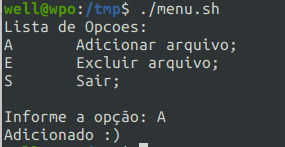 well@wpo:/tmp$ ./menu.sh
Lista de Opcoes:
A Adicionar arquivo;
E Excluir arquivo;
S Sair;
Informe a opção: A
Adicionado :)